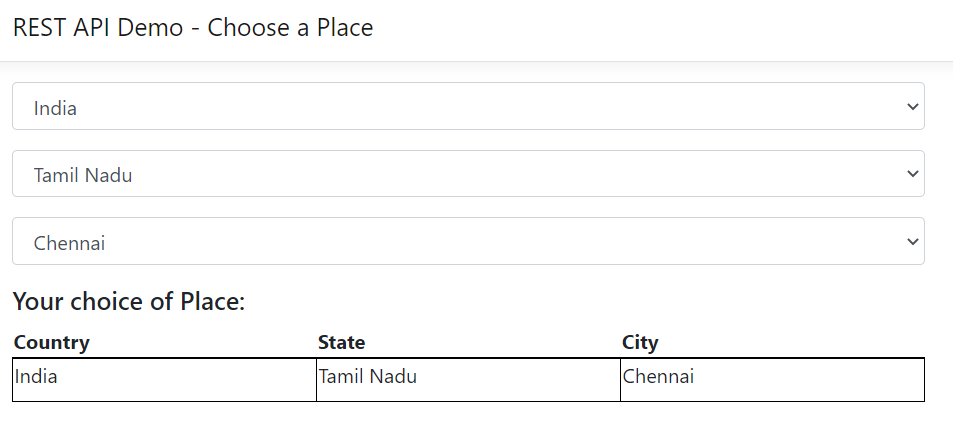 REST API Demo - Choose a Place
India
Tamil Nadu
Chennai
Your choice of Place:
Country State City
India Tamil Nadu Chennai